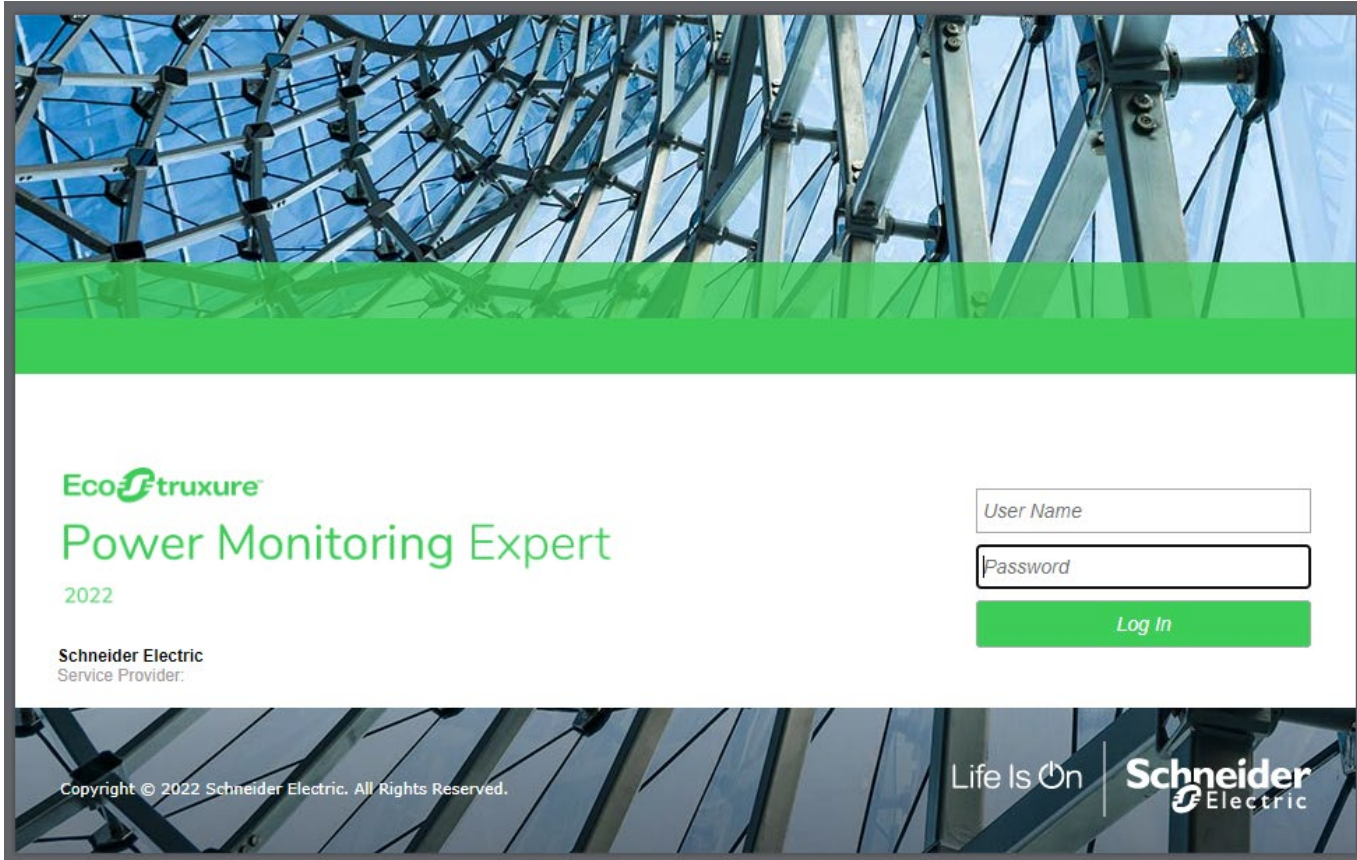 EcoStruxure™
Power Monitoring Expert
2022
Schneider Electric
Service Provider:
User Name
Password
Log In
Copyright © 2022 Schneider Electric. All Rights Reserved.
Life Is On
Schneider
Electric